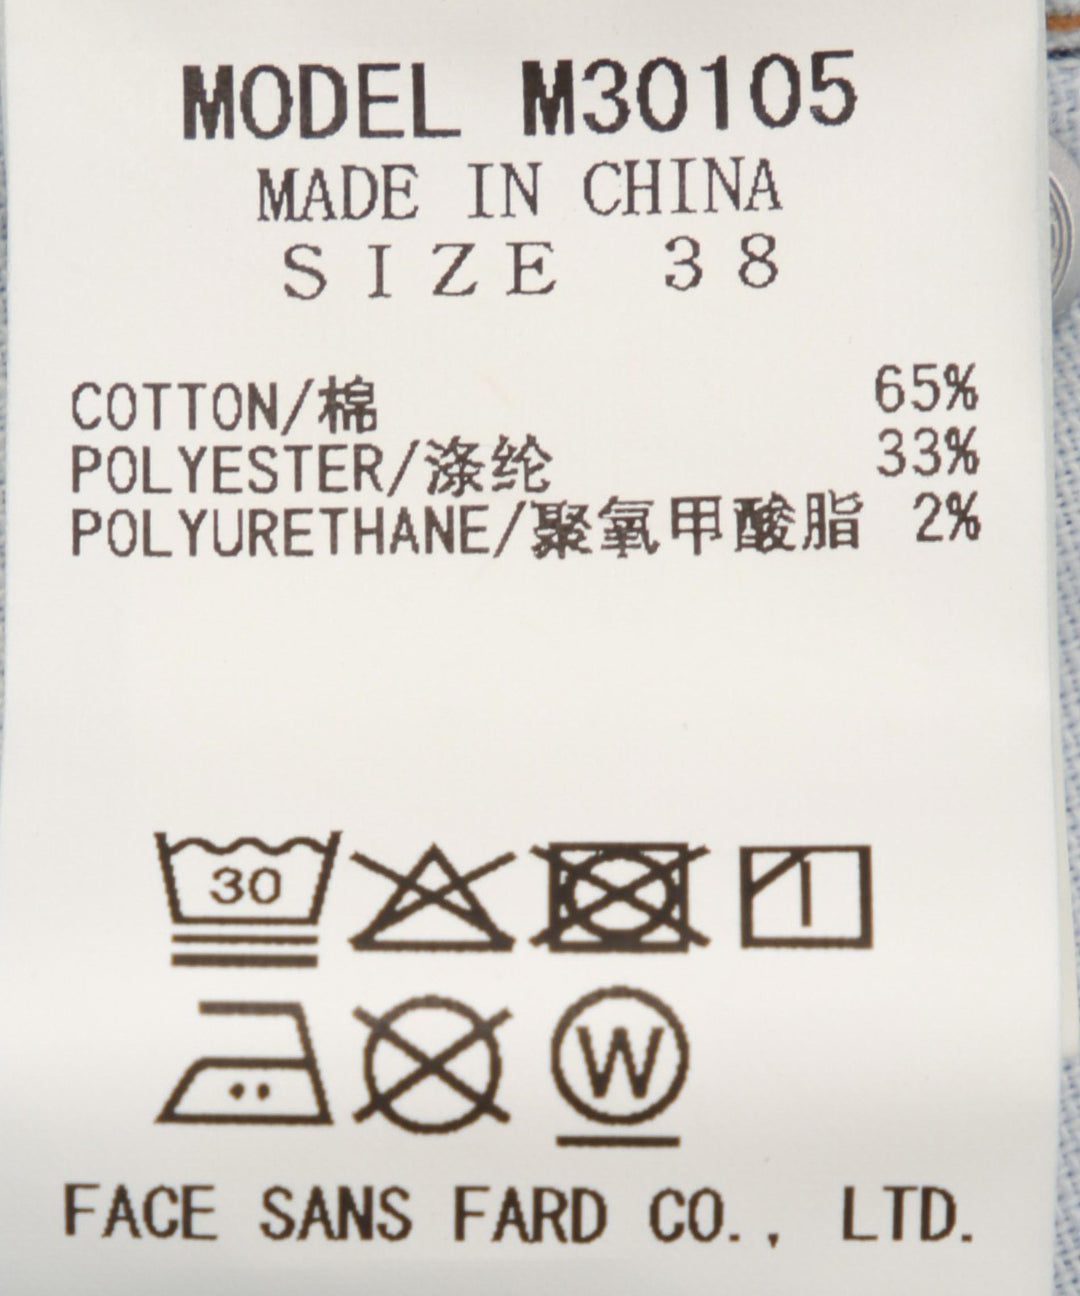 MODEL M30105
MADE IN CHINA
SIZE 38
COTTON/棉 65%
POLYESTER/涤纶 33%
POLYURETHANE/聚氧甲酸脂 2%
30
W
FACE SANS FARD CO., LTD.